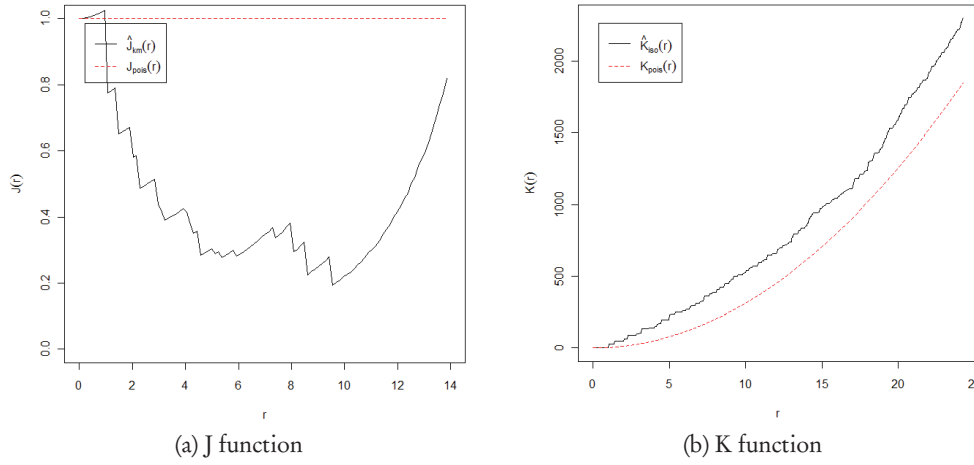 Ĵkm(r)
Jpois(r)
J(r)
0.0 0.2 0.4 0.6 0.8 1.0
0 2 4 6 8 10 12 14
r
(a) J function
K̂iso(r)
Kpois(r)
K(r)
0 500 1000 1500 2000
0 5 10 15 20 2
r
(b) K function